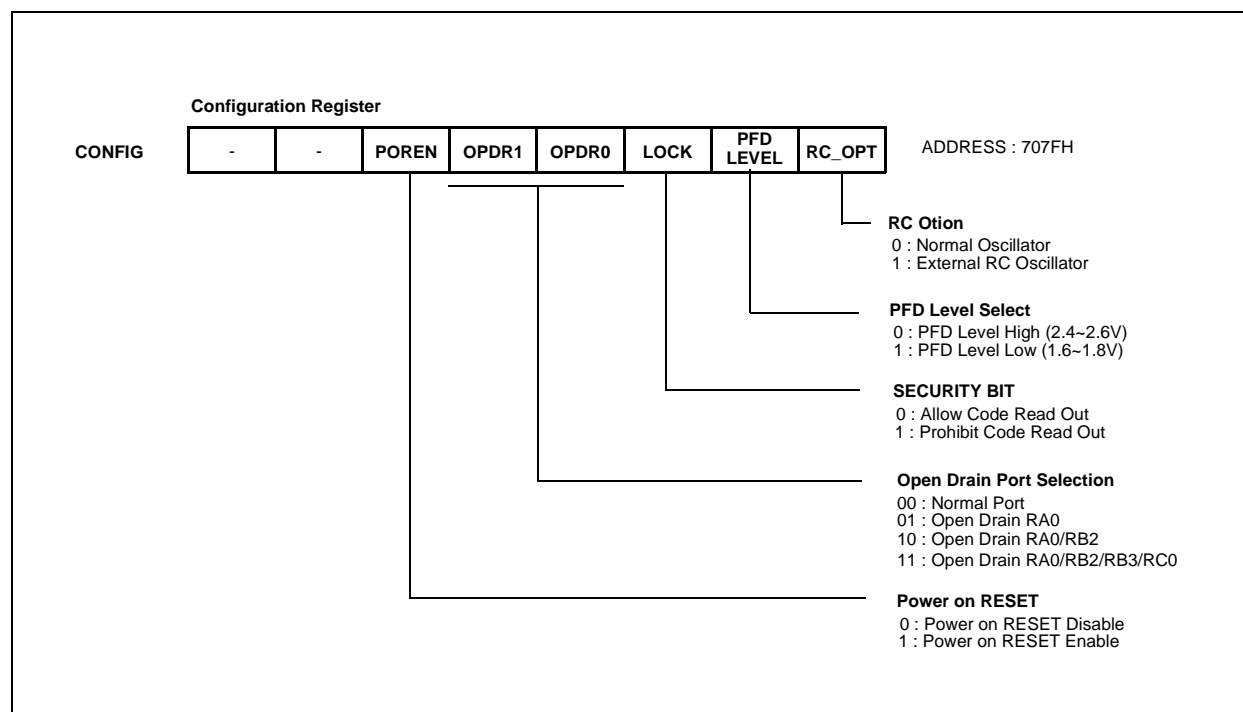 Configuration Register
CONFIG - - POREN OPDR1 OPDR0 LOCK PFD LEVEL RC_OPT ADDRESS : 707FH
RC Otion
0 : Normal Oscillator
1 : External RC Oscillator
PFD Level Select
0 : PFD Level High (2.4~2.6V)
1 : PFD Level Low (1.6~1.8V)
SECURITY BIT
0 : Allow Code Read Out
1 : Prohibit Code Read Out
Open Drain Port Selection
00 : Normal Port
01 : Open Drain RA0
10 : Open Drain RA0/RB2
11 : Open Drain RA0/RB2/RB3/RC0
Power on RESET
0 : Power on RESET Disable
1 : Power on RESET Enable